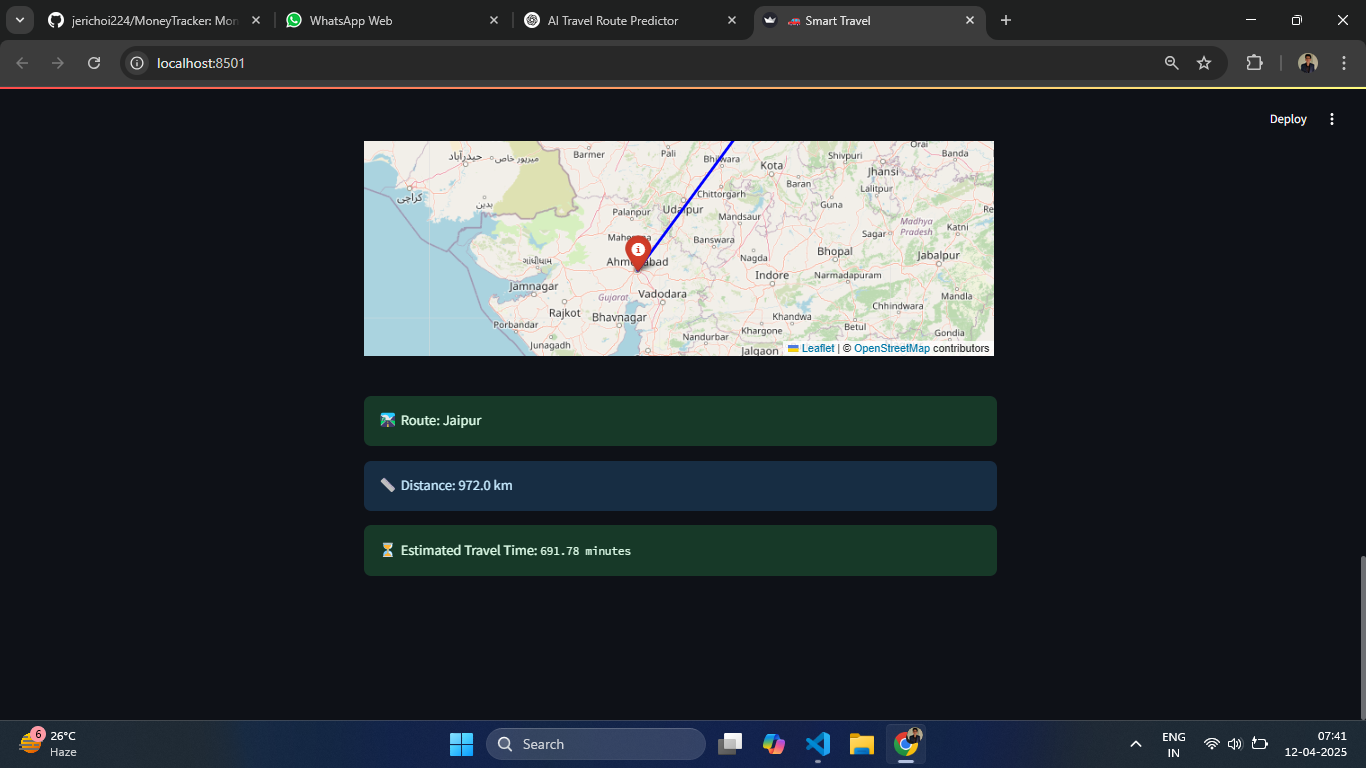 jerichoi224/MoneyTracker: Mon
WhatsApp Web
AI Travel Route Predictor
🚗 Smart Travel
localhost:8501
Deploy
حیدرآباد
میرپور خاص
Barmer
Pali
Bhilwara
Kota
Shivpuri
Orai
Banda
کراچی
بدین
Chittorgarh
Baran
Jhansi
Lalitpur
Palanpur
Udaipur
Mandsaur
Guna
Madhya
Pradesh
Katni
Re
Sagar
Banswara
Bhopal
Jabalpur
Nagda
Indore
Narmadapuram
Mandla
ગાંધીધામ
Jamnagar
Gujarat
Vadodara
Rajkot
Bhavnagar
Khandwa
Chhindwara
Porbandar
Khargone
Betul
Gondia
Junagadh
Nandurbar
Jalgaon
Leaflet | © OpenStreetMap contributors
🛣️ Route: Jaipur
📏 Distance: 972.0 km
⏳ Estimated Travel Time: 691.78 minutes
6
26°C
Haze
Search
ENG
IN
07:41
12-04-2025